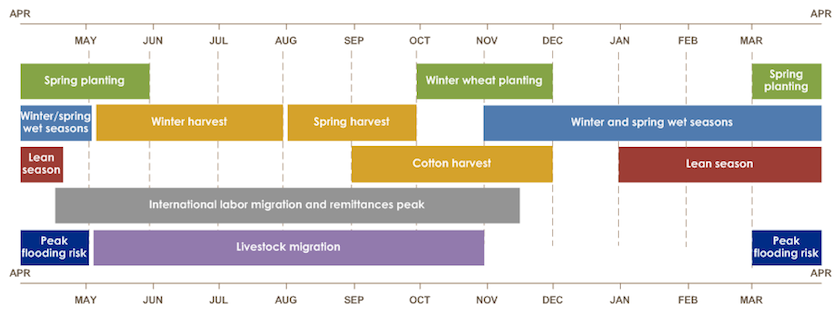 APR APR
MAY JUN JUL AUG SEP OCT NOV DEC JAN FEB MAR
Spring planting Winter wheat planting Spring
planting
Winter/spring
wet seasons Winter harvest Spring harvest Winter and spring wet seasons
Lean
season Cotton harvest Lean season
International labor migration and remittances peak
Peak
flooding risk Livestock migration Peak
flooding risk
APR APR
MAY JUN JUL AUG SEP OCT NOV DEC JAN FEB MAR